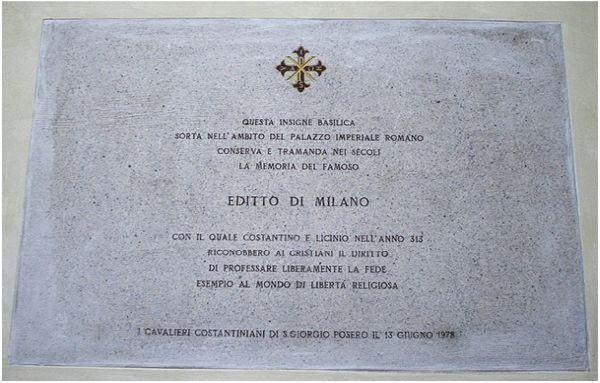 QUESTA INSIGNE BASILICA
SORTA NELL'AMBITO DEL PALAZZO IMPERIALE ROMANO
CONSERVA E TRAMANDA NEI SECOLI
LA MEMORIA DEL FAMOSO
EDITTO DI MILANO
CON IL QUALE COSTANTINO E LICINIO NELL'ANNO 313
RICONOBBERO AI CRISTIANI IL DIRITTO
DI PROFESSARE LIBERAMENTE LA FEDE
ESEMPIO AL MONDO DI LIBERTÀ RELIGIOSA
I CAVALIERI COSTANTINIANI DI S.GIORGIO POSERO IL 13 GIUGNO 1978